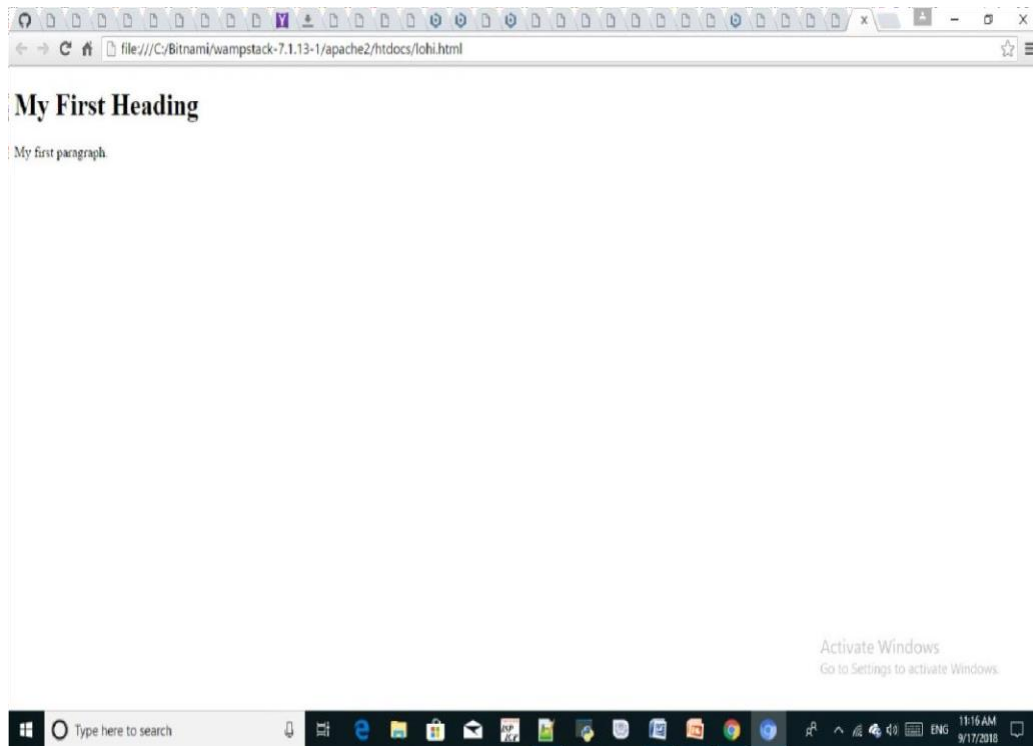 file:///C:/Bitnami/wampstack-7.1.13-1/apache2/htdocs/lohi.html
My First Heading
My first paragraph.
Activate Windows
Go to Settings to activate Windows.
Type here to search
ENG
11:16 AM
9/17/2018